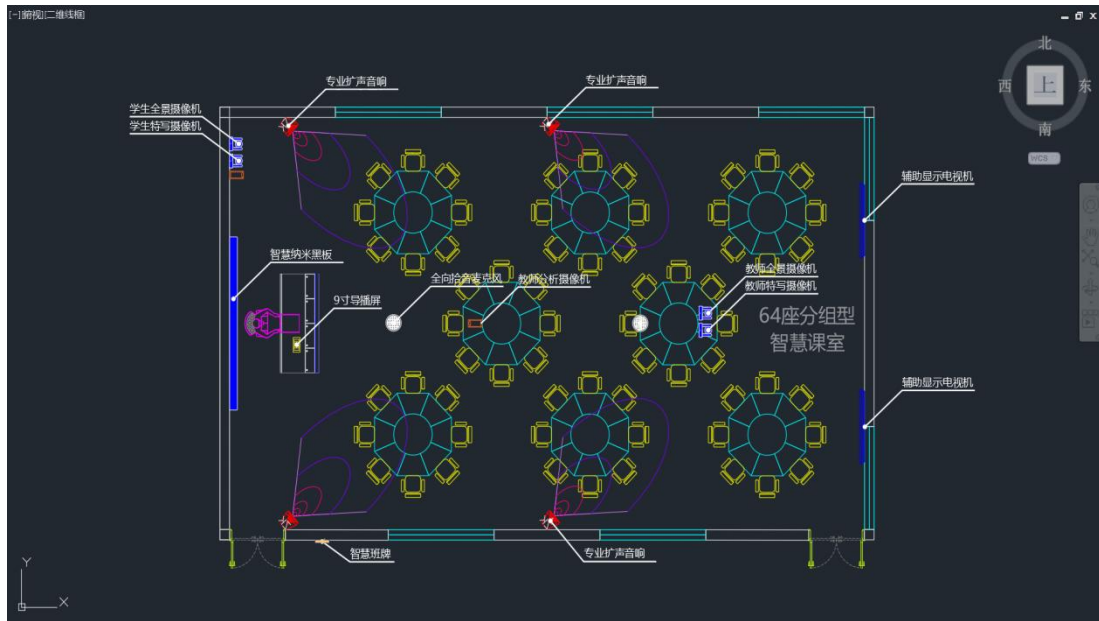 [-][俯视][二维线框]
北
西
上
东
南
WCS
专业扩声音响
专业扩声音响
学生全景摄像机
学生特写摄像机
辅助显示电视机
智慧纳米黑板
全向拾音麦克风
教师分析摄像机
教师全景摄像机
教师特写摄像机
9寸导播屏
64座分组型
智慧课室
辅助显示电视机
智慧班牌
专业扩声音响
Y
X